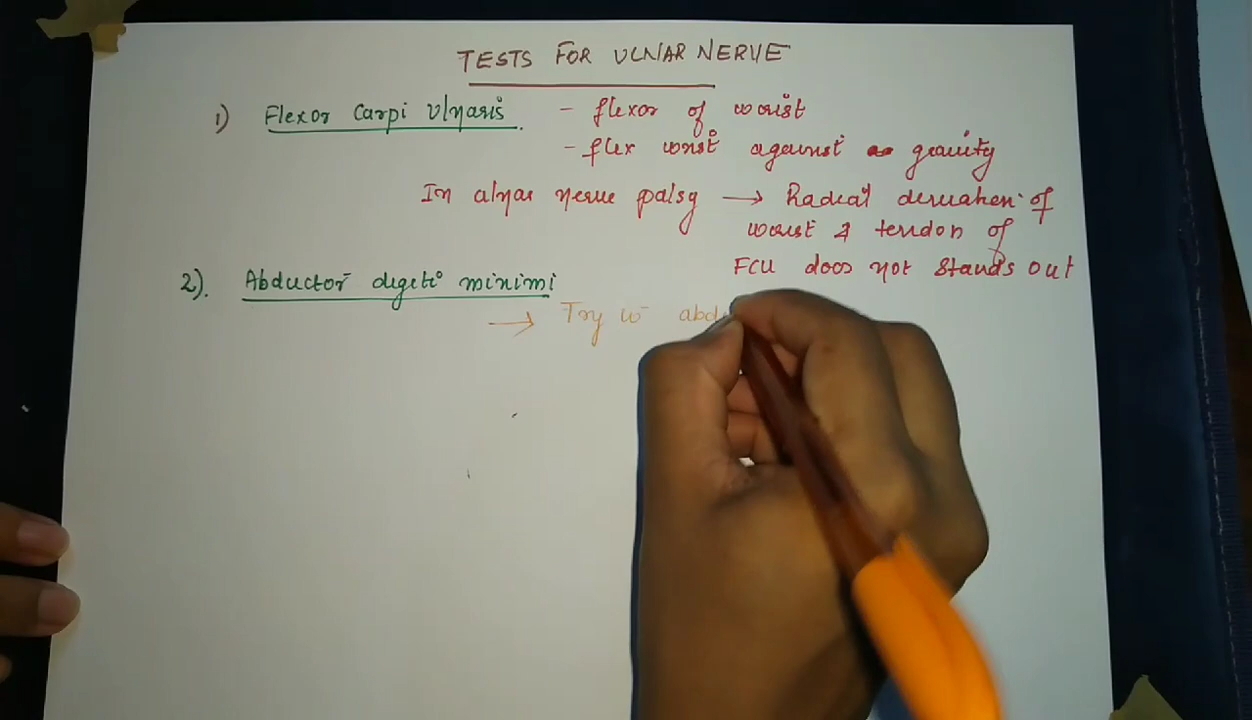 TESTS FOR ULNAR NERVE
1) Flexor Carpi Ulnaris - flexor of wrist
- flex wrist against gravity
In ulnar nerve palsy → Radial deviation of
wrist & tendon of
FCU does not stands out
2). Abductor digiti minimi
→ Try to abd